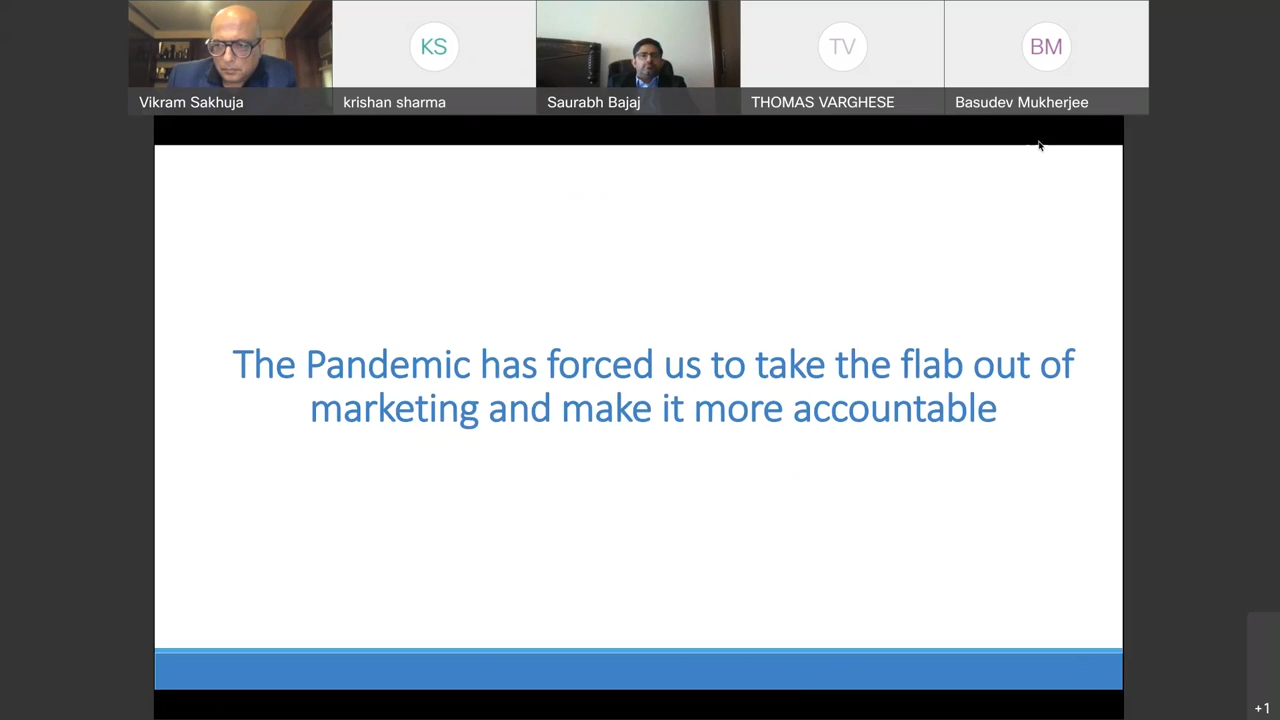 KS
TV
BM
Vikram Sakhuja
krishan sharma
Saurabh Bajaj
THOMAS VARGHESE
Basudev Mukherjee
The Pandemic has forced us to take the flab out of
marketing and make it more accountable
+1